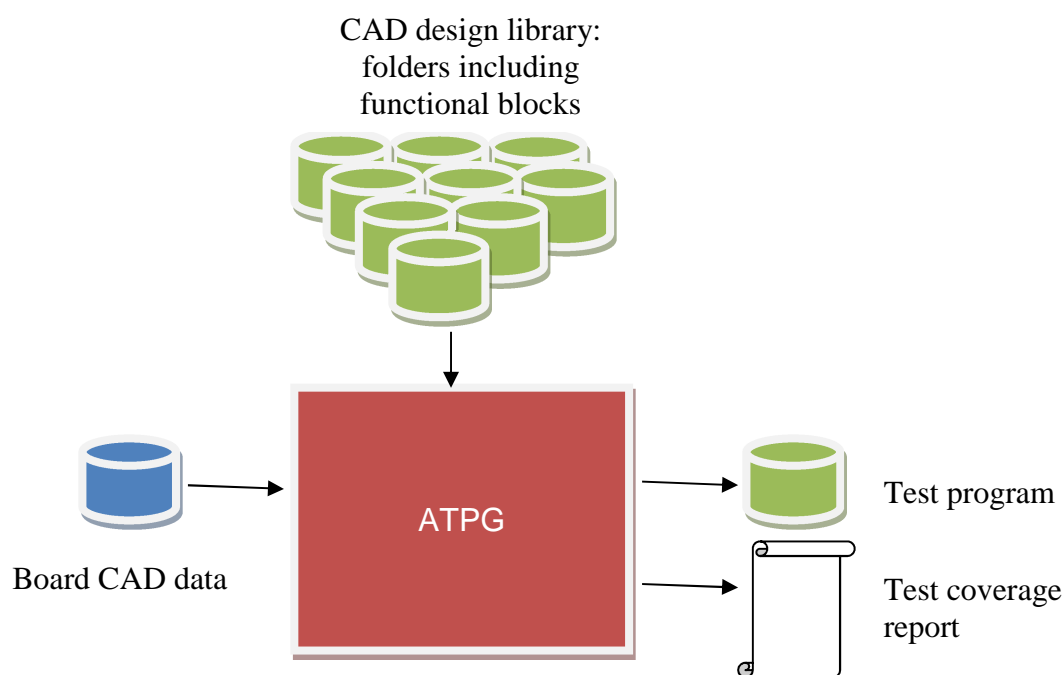 CAD design library:
folders including
functional blocks
ATPG
Test program
Board CAD data
Test coverage
report